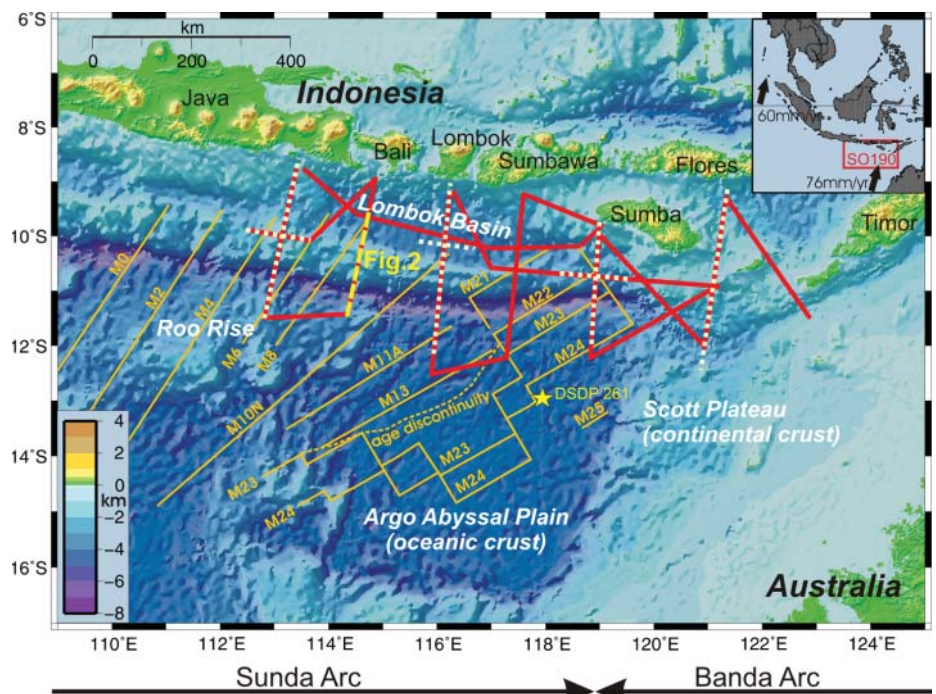 6°S
8°S
10°S
12°S
14°S
16°S
km
0 200 400
Java
Indonesia
Bali
Lombok
Sumbawa
Flores
Sumba
Timor
60mm/yr
SO190
76mm/yr
Lombok Basin
Fig.2
Roo Rise
M0
M2
M4
M6
M8
M10N
M11A
M13
M21
M22
M23
M24
age discontinuity
DSDP 261
M25
M23
M24
M23
M24
Scott Plateau
(continental crust)
Argo Abyssal Plain
(oceanic crust)
Australia
4
2
0
km
−2
−4
−6
−8
110°E 112°E 114°E 116°E 118°E 120°E 122°E 124°E
Sunda Arc
Banda Arc